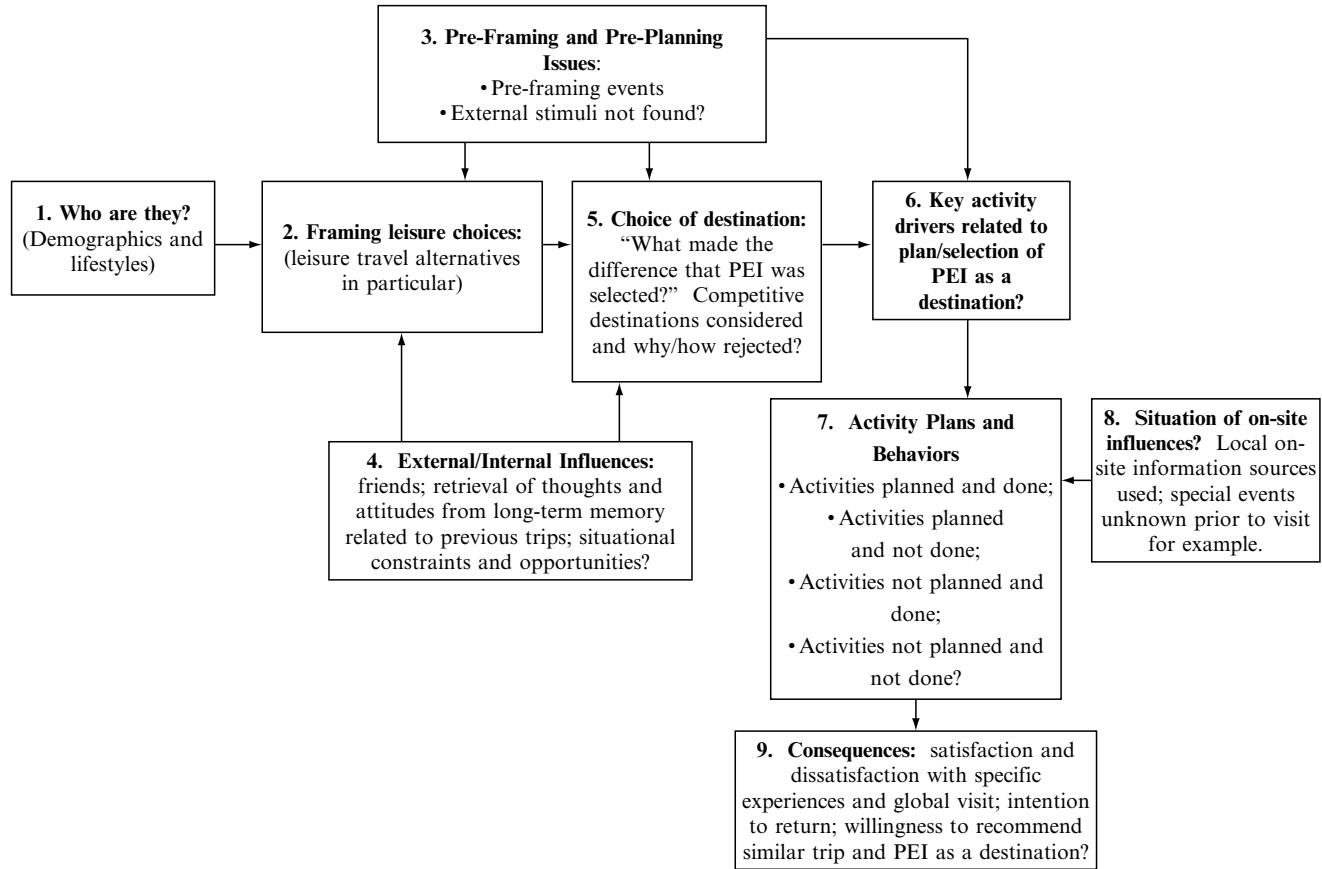 3. Pre-Framing and Pre-Planning
Issues:
• Pre-framing events
• External stimuli not found?
1. Who are they?
(Demographics and
lifestyles)
2. Framing leisure choices:
(leisure travel alternatives
in particular)
5. Choice of destination:
“What made the
difference that PEI was
selected?” Competitive
destinations considered
and why/how rejected?
6. Key activity
drivers related to
plan/selection of
PEI as a
destination?
4. External/Internal Influences:
friends; retrieval of thoughts and
attitudes from long-term memory
related to previous trips; situational
constraints and opportunities?
7. Activity Plans and
Behaviors
• Activities planned and done;
• Activities planned
and not done;
• Activities not planned and
done;
• Activities not planned and
not done?
8. Situation of on-site
influences? Local on-
site information sources
used; special events
unknown prior to visit
for example.
9. Consequences: satisfaction and
dissatisfaction with specific
experiences and global visit; intention
to return; willingness to recommend
similar trip and PEI as a destination?